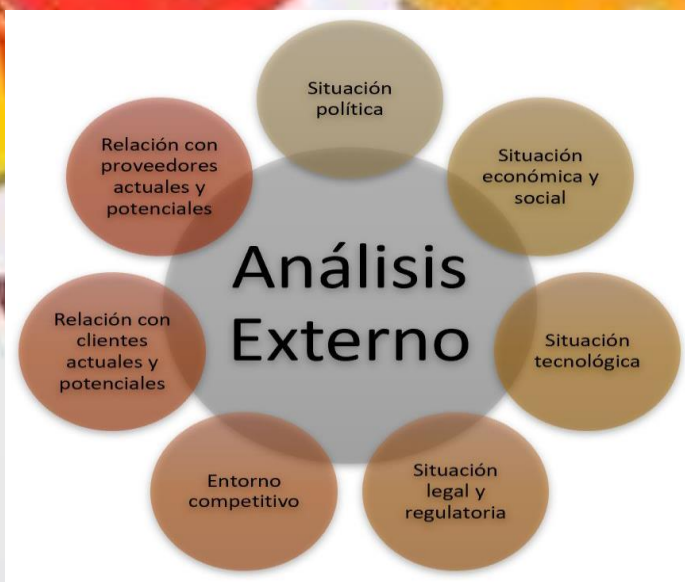 Situación
política
Situación
económica y
social
Situación
tecnológica
Situación
legal y
regulatoria
Entorno
competitivo
Relación con
clientes
actuales y
potenciales
Relación con
proveedores
actuales y
potenciales
Análisis
Externo